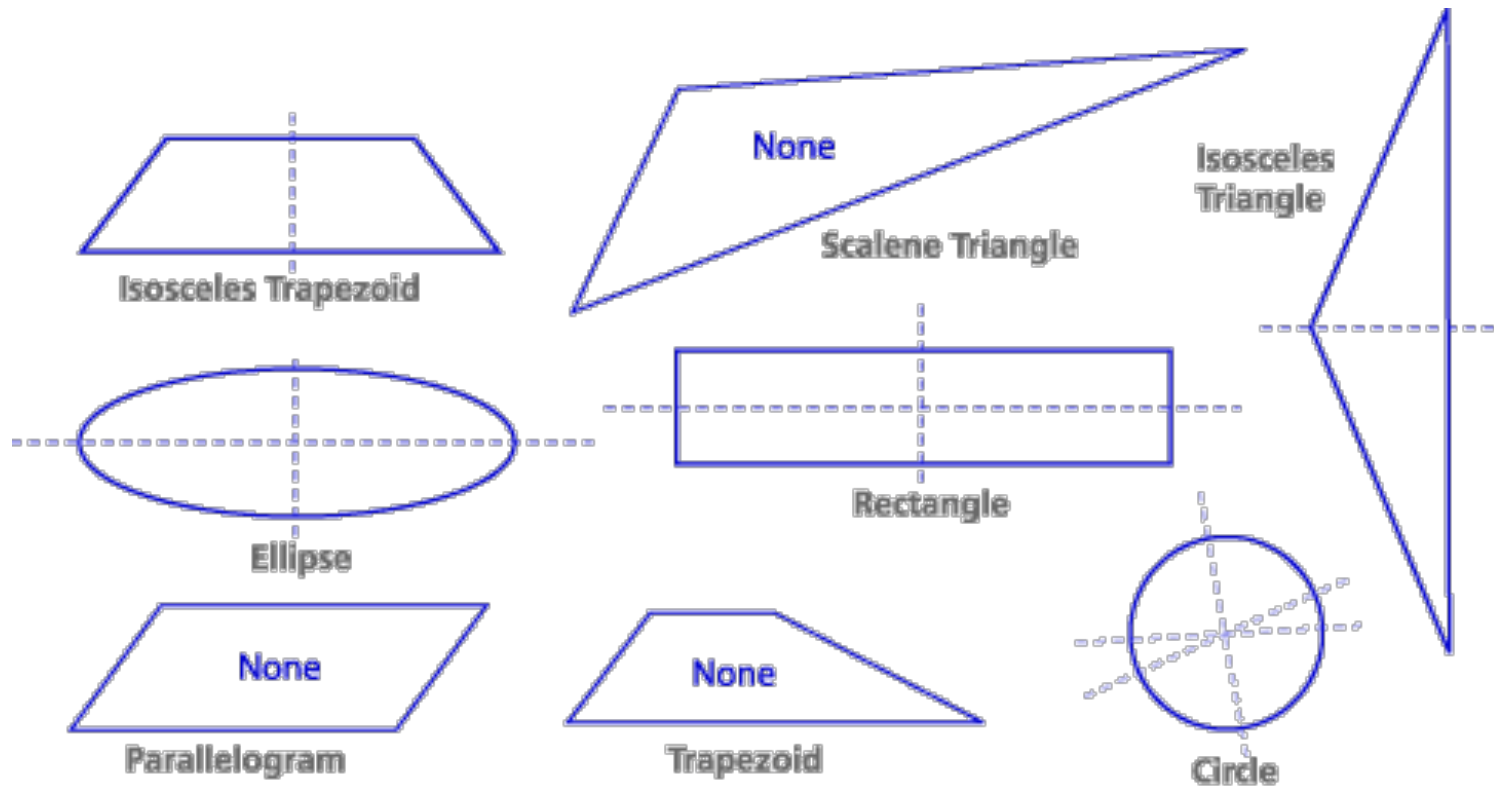 None
Isosceles
Triangle
Scalene Triangle
Isosceles Trapezoid
Rectangle
Ellipse
None
None
Parallelogram
Trapezoid
Circle